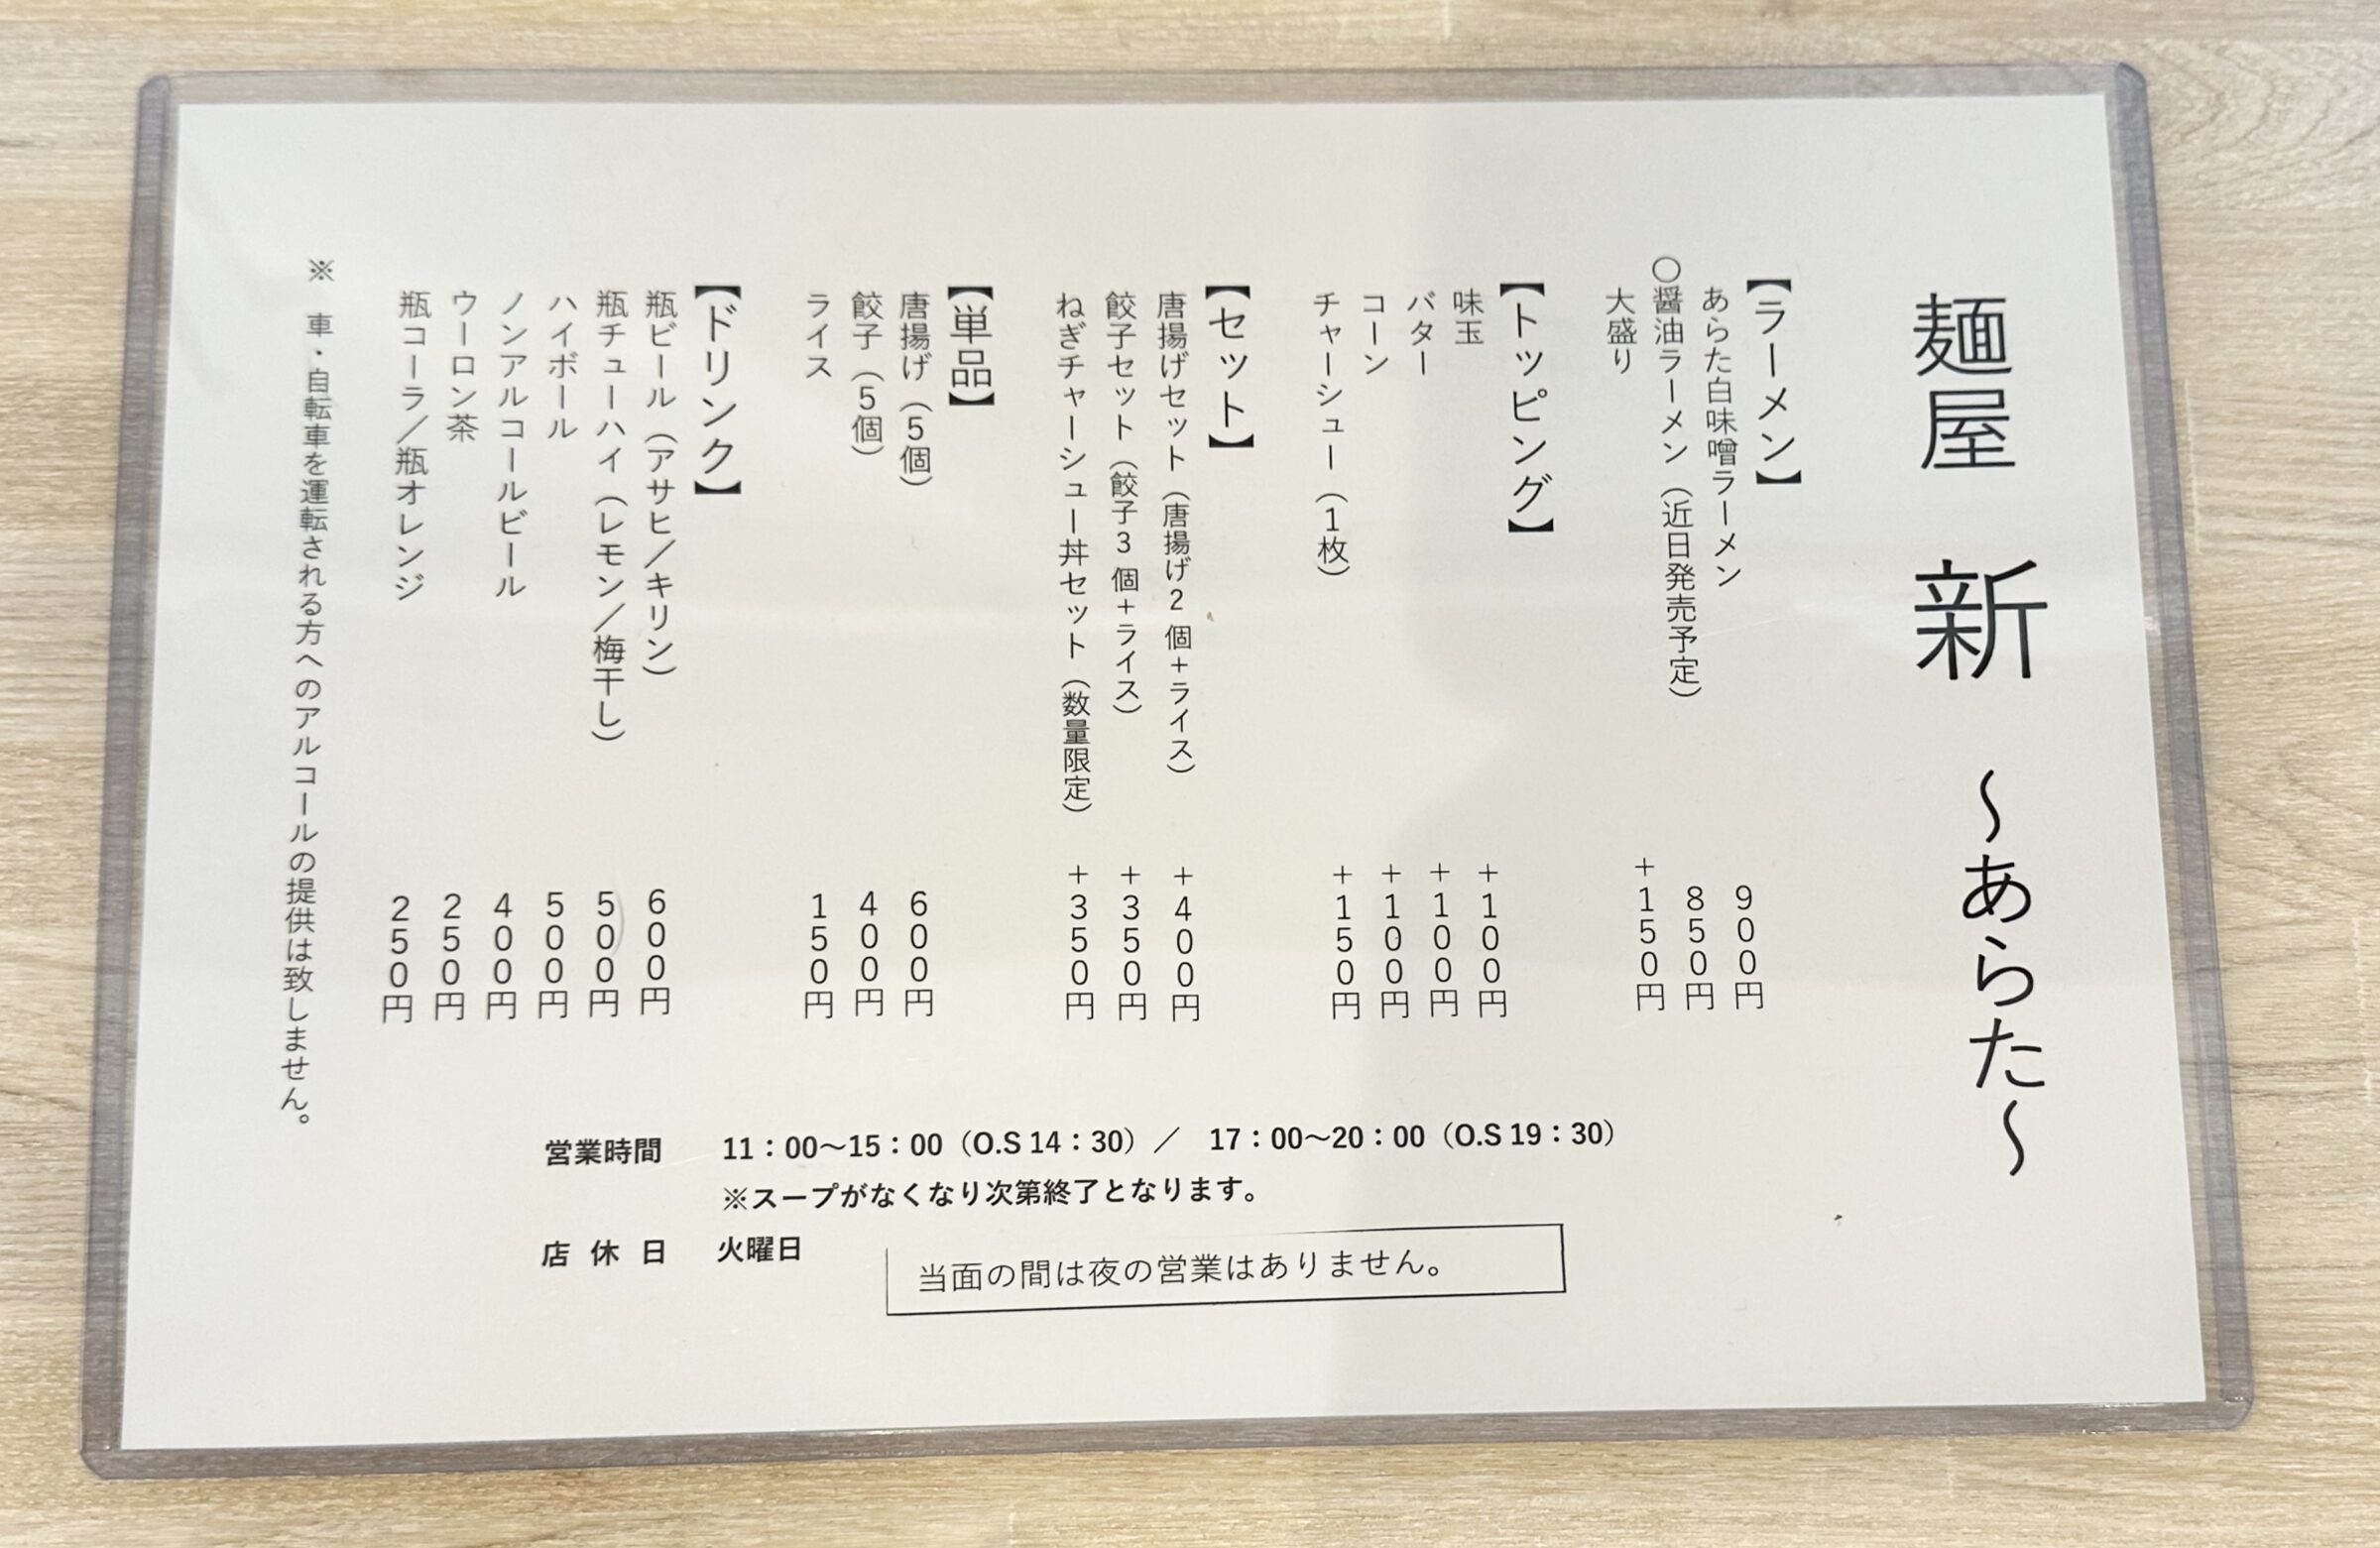 麺屋 新 ～あらた～
【ラーメン】
あらた白味噌ラーメン 900円
〇醤油ラーメン（近日発売予定） 850円
大盛り +150円
【トッピング】
味玉 +100円
バター +100円
コーン +100円
チャーシュー（1枚） +150円
【セット】
唐揚げセット（唐揚げ2個+ライス） +400円
餃子セット（餃子3個+ライス） +350円
ねぎチャーシュー丼セット（数量限定） +350円
【単品】
唐揚げ（5個） 600円
餃子（5個） 400円
ライス 150円
【ドリンク】
瓶ビール（アサヒ／キリン） 600円
瓶チューハイ（レモン／梅干し） 500円
ハイボール 500円
ノンアルコールビール 400円
ウーロン茶 250円
瓶コーラ／瓶オレンジ 250円
※ 車・自転車を運転される方へのアルコールの提供は致しません。
営業時間 11：00～15：00（O.S 14：30）／ 17：00～20：00（O.S 19：30）
※スープがなくなり次第終了となります。
店休日 火曜日
当面の間は夜の営業はありません。